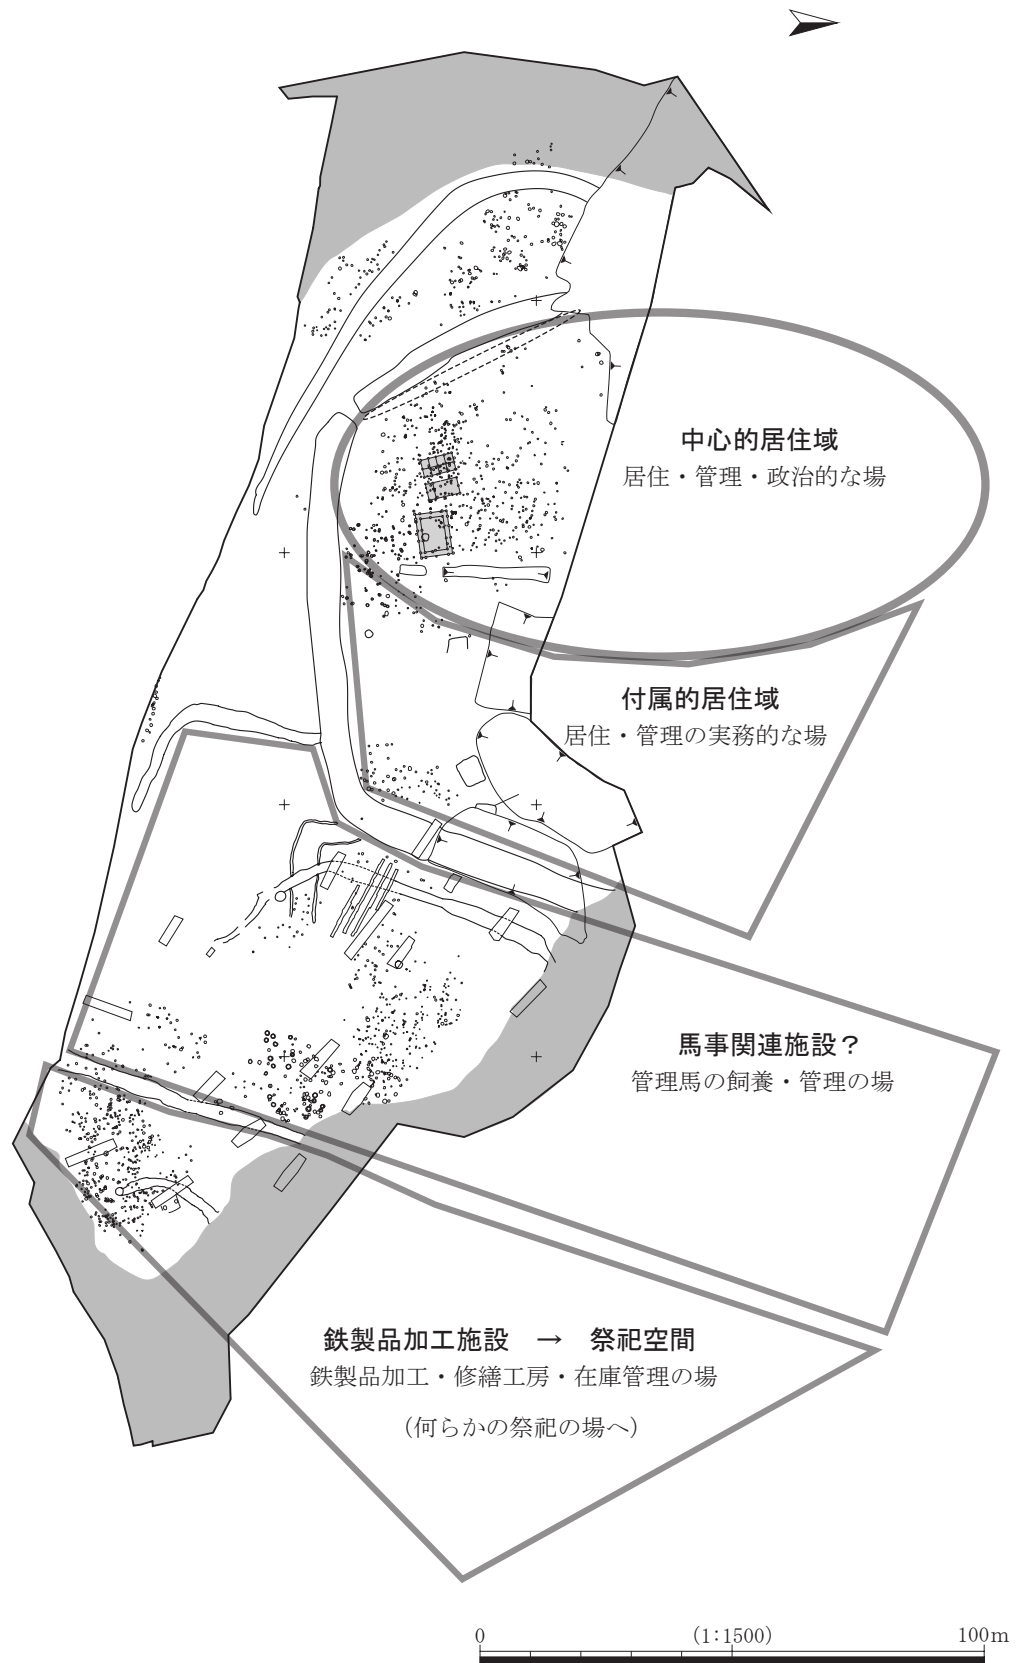 中心的居住域
居住・管理・政治的な場
付属的居住域
居住・管理の実務的な場
馬事関連施設？
管理馬の飼養・管理の場
鉄製品加工施設　→　祭祀空間
鉄製品加工・修繕工房・在庫管理の場
（何らかの祭祀の場へ）
0 (1:1500) 100m